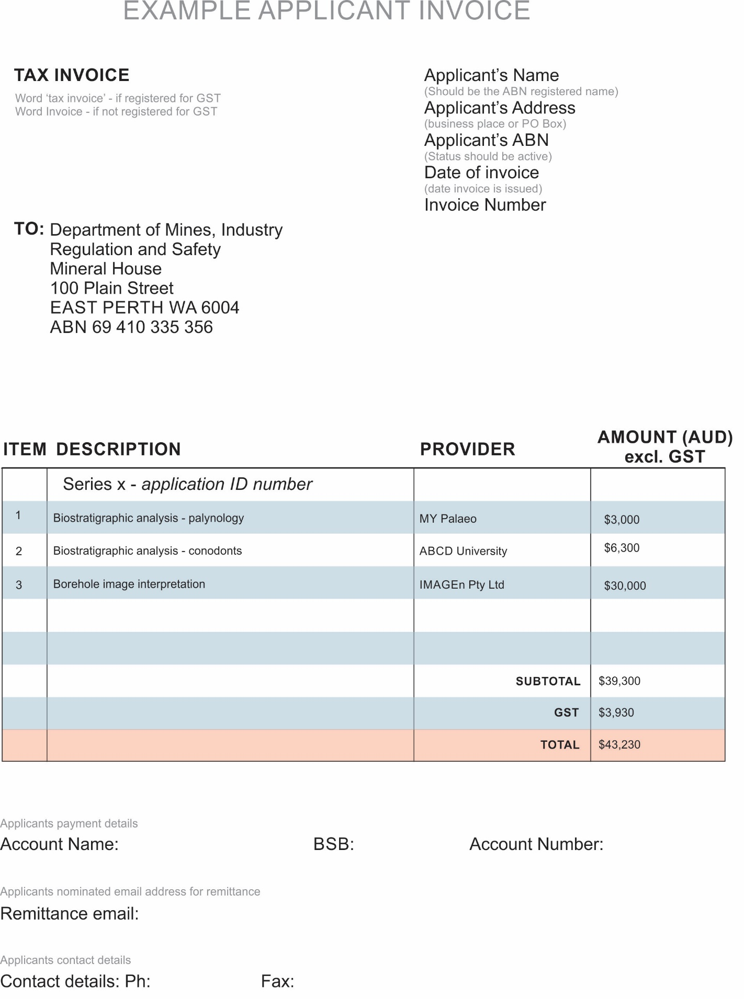 EXAMPLE APPLICANT INVOICE
TAX INVOICE
Word ‘tax invoice’ - if registered for GST
Word Invoice - if not registered for GST
Applicant’s Name
(Should be the ABN registered name)
Applicant’s Address
(business place or PO Box)
Applicant’s ABN
(Status should be active)
Date of invoice
(date invoice is issued)
Invoice Number
TO: Department of Mines, Industry
Regulation and Safety
Mineral House
100 Plain Street
EAST PERTH WA 6004
ABN 69 410 335 356
ITEM DESCRIPTION PROVIDER AMOUNT (AUD)
excl. GST
Series x - application ID number
1 Biostratigraphic analysis - palynology MY Palaeo $3,000
2 Biostratigraphic analysis - conodonts ABCD University $6,300
3 Borehole image interpretation IMAGEn Pty Ltd $30,000
SUBTOTAL $39,300
GST $3,930
TOTAL $43,230
Applicants payment details
Account Name: BSB: Account Number:
Applicants nominated email address for remittance
Remittance email:
Applicants contact details
Contact details: Ph: Fax: